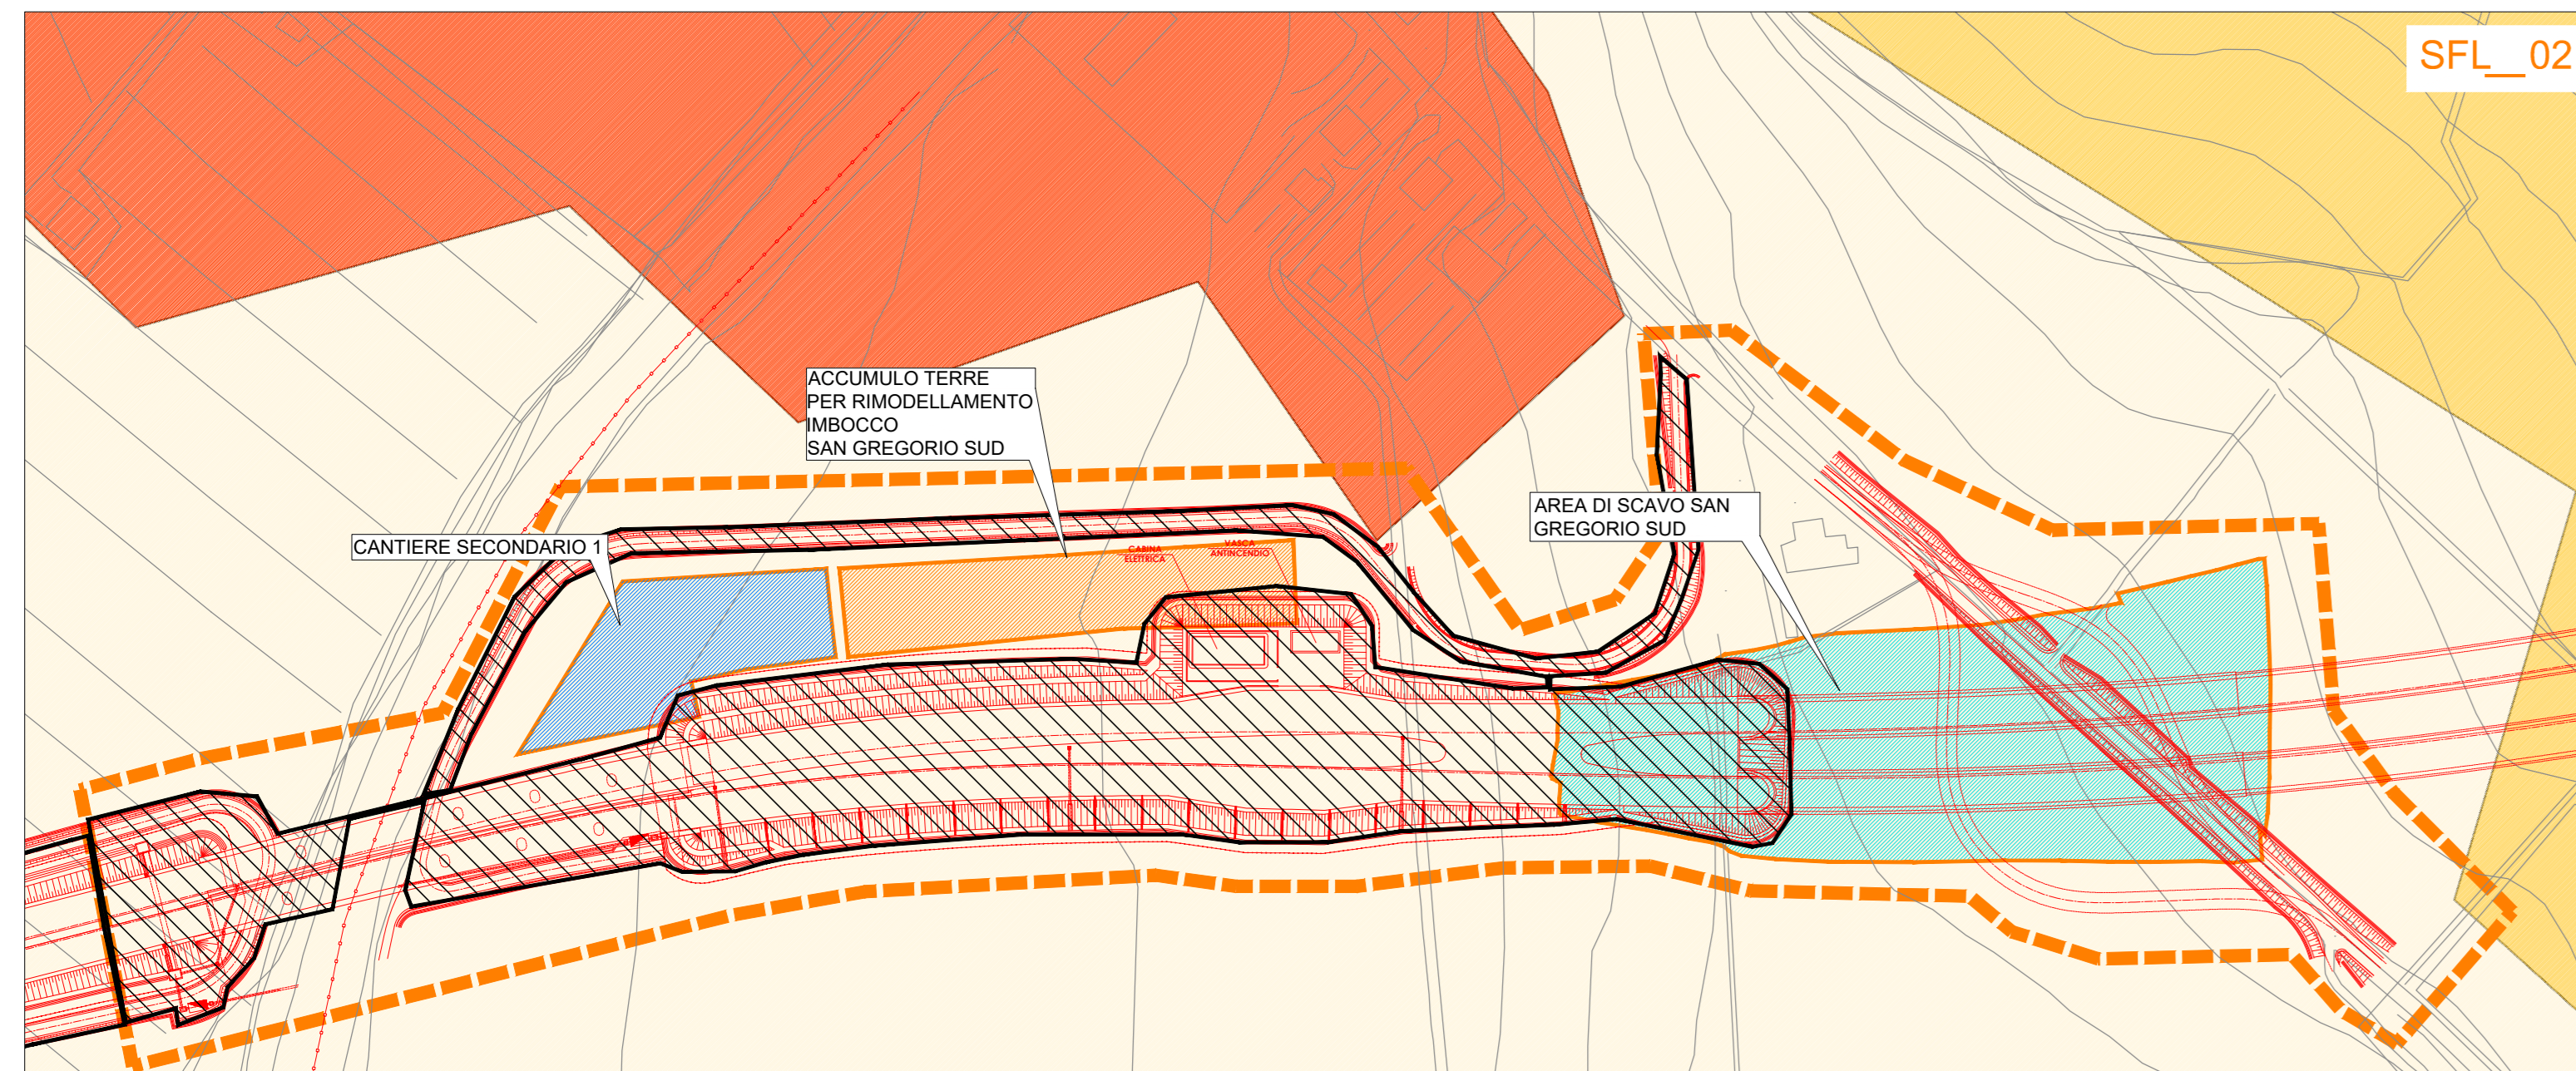 SFL__02
ACCUMULO TERRE
PER RIMODELLAMENTO
IMBOCCO
SAN GREGORIO SUD
AREA DI SCAVO SAN
GREGORIO SUD
CANTIERE SECONDARIO 1
CABINA
ELETTRICA
VASCA
ANTINCENDIO